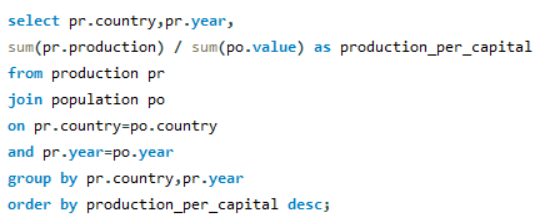 select pr.country,pr.year,
sum(pr.production) / sum(po.value) as production_per_capital
from production pr
join population po
on pr.country=po.country
and pr.year=po.year
group by pr.country,pr.year
order by production_per_capital desc;